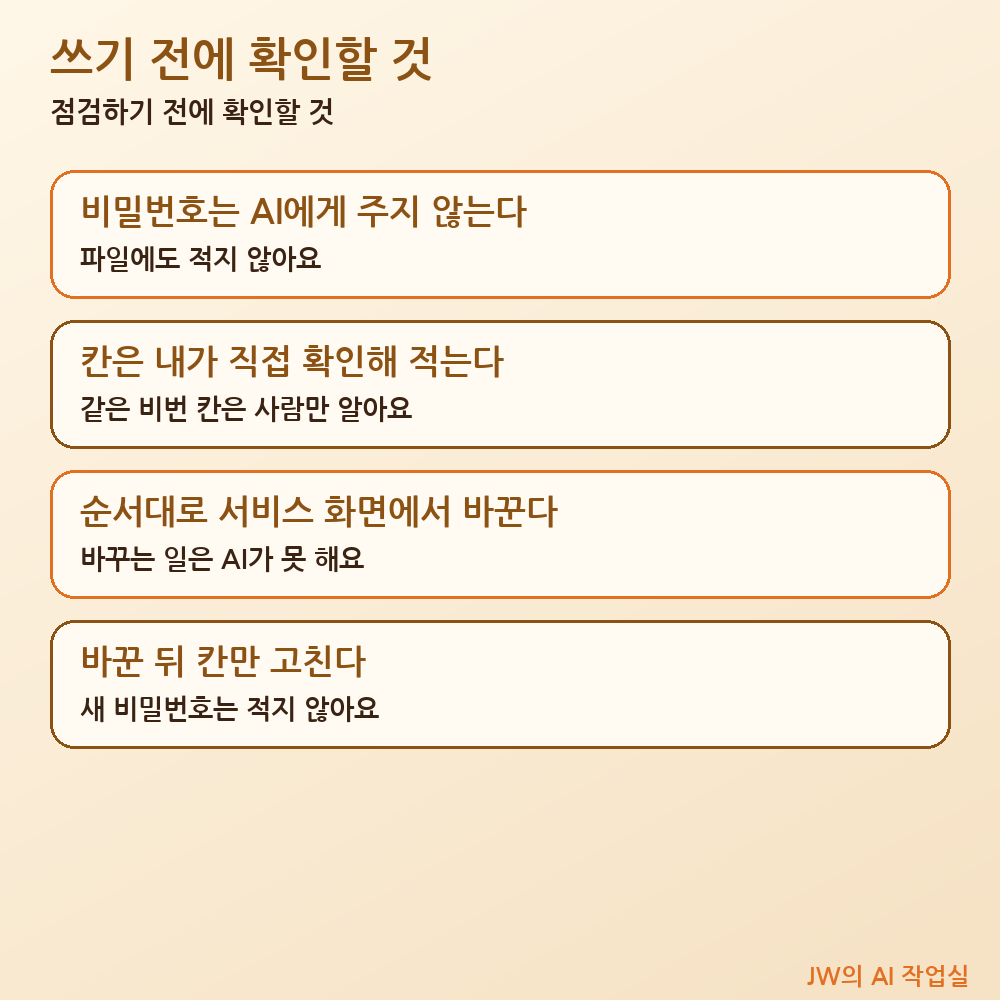 쓰기 전에 확인할 것
점검하기 전에 확인할 것
비밀번호는 AI에게 주지 않는다
파일에도 적지 않아요
칸은 내가 직접 확인해 적는다
같은 비번 칸은 사람만 알아요
순서대로 서비스 화면에서 바꾼다
바꾸는 일은 AI가 못 해요
바꾼 뒤 칸만 고친다
새 비밀번호는 적지 않아요
JW의 AI 작업실